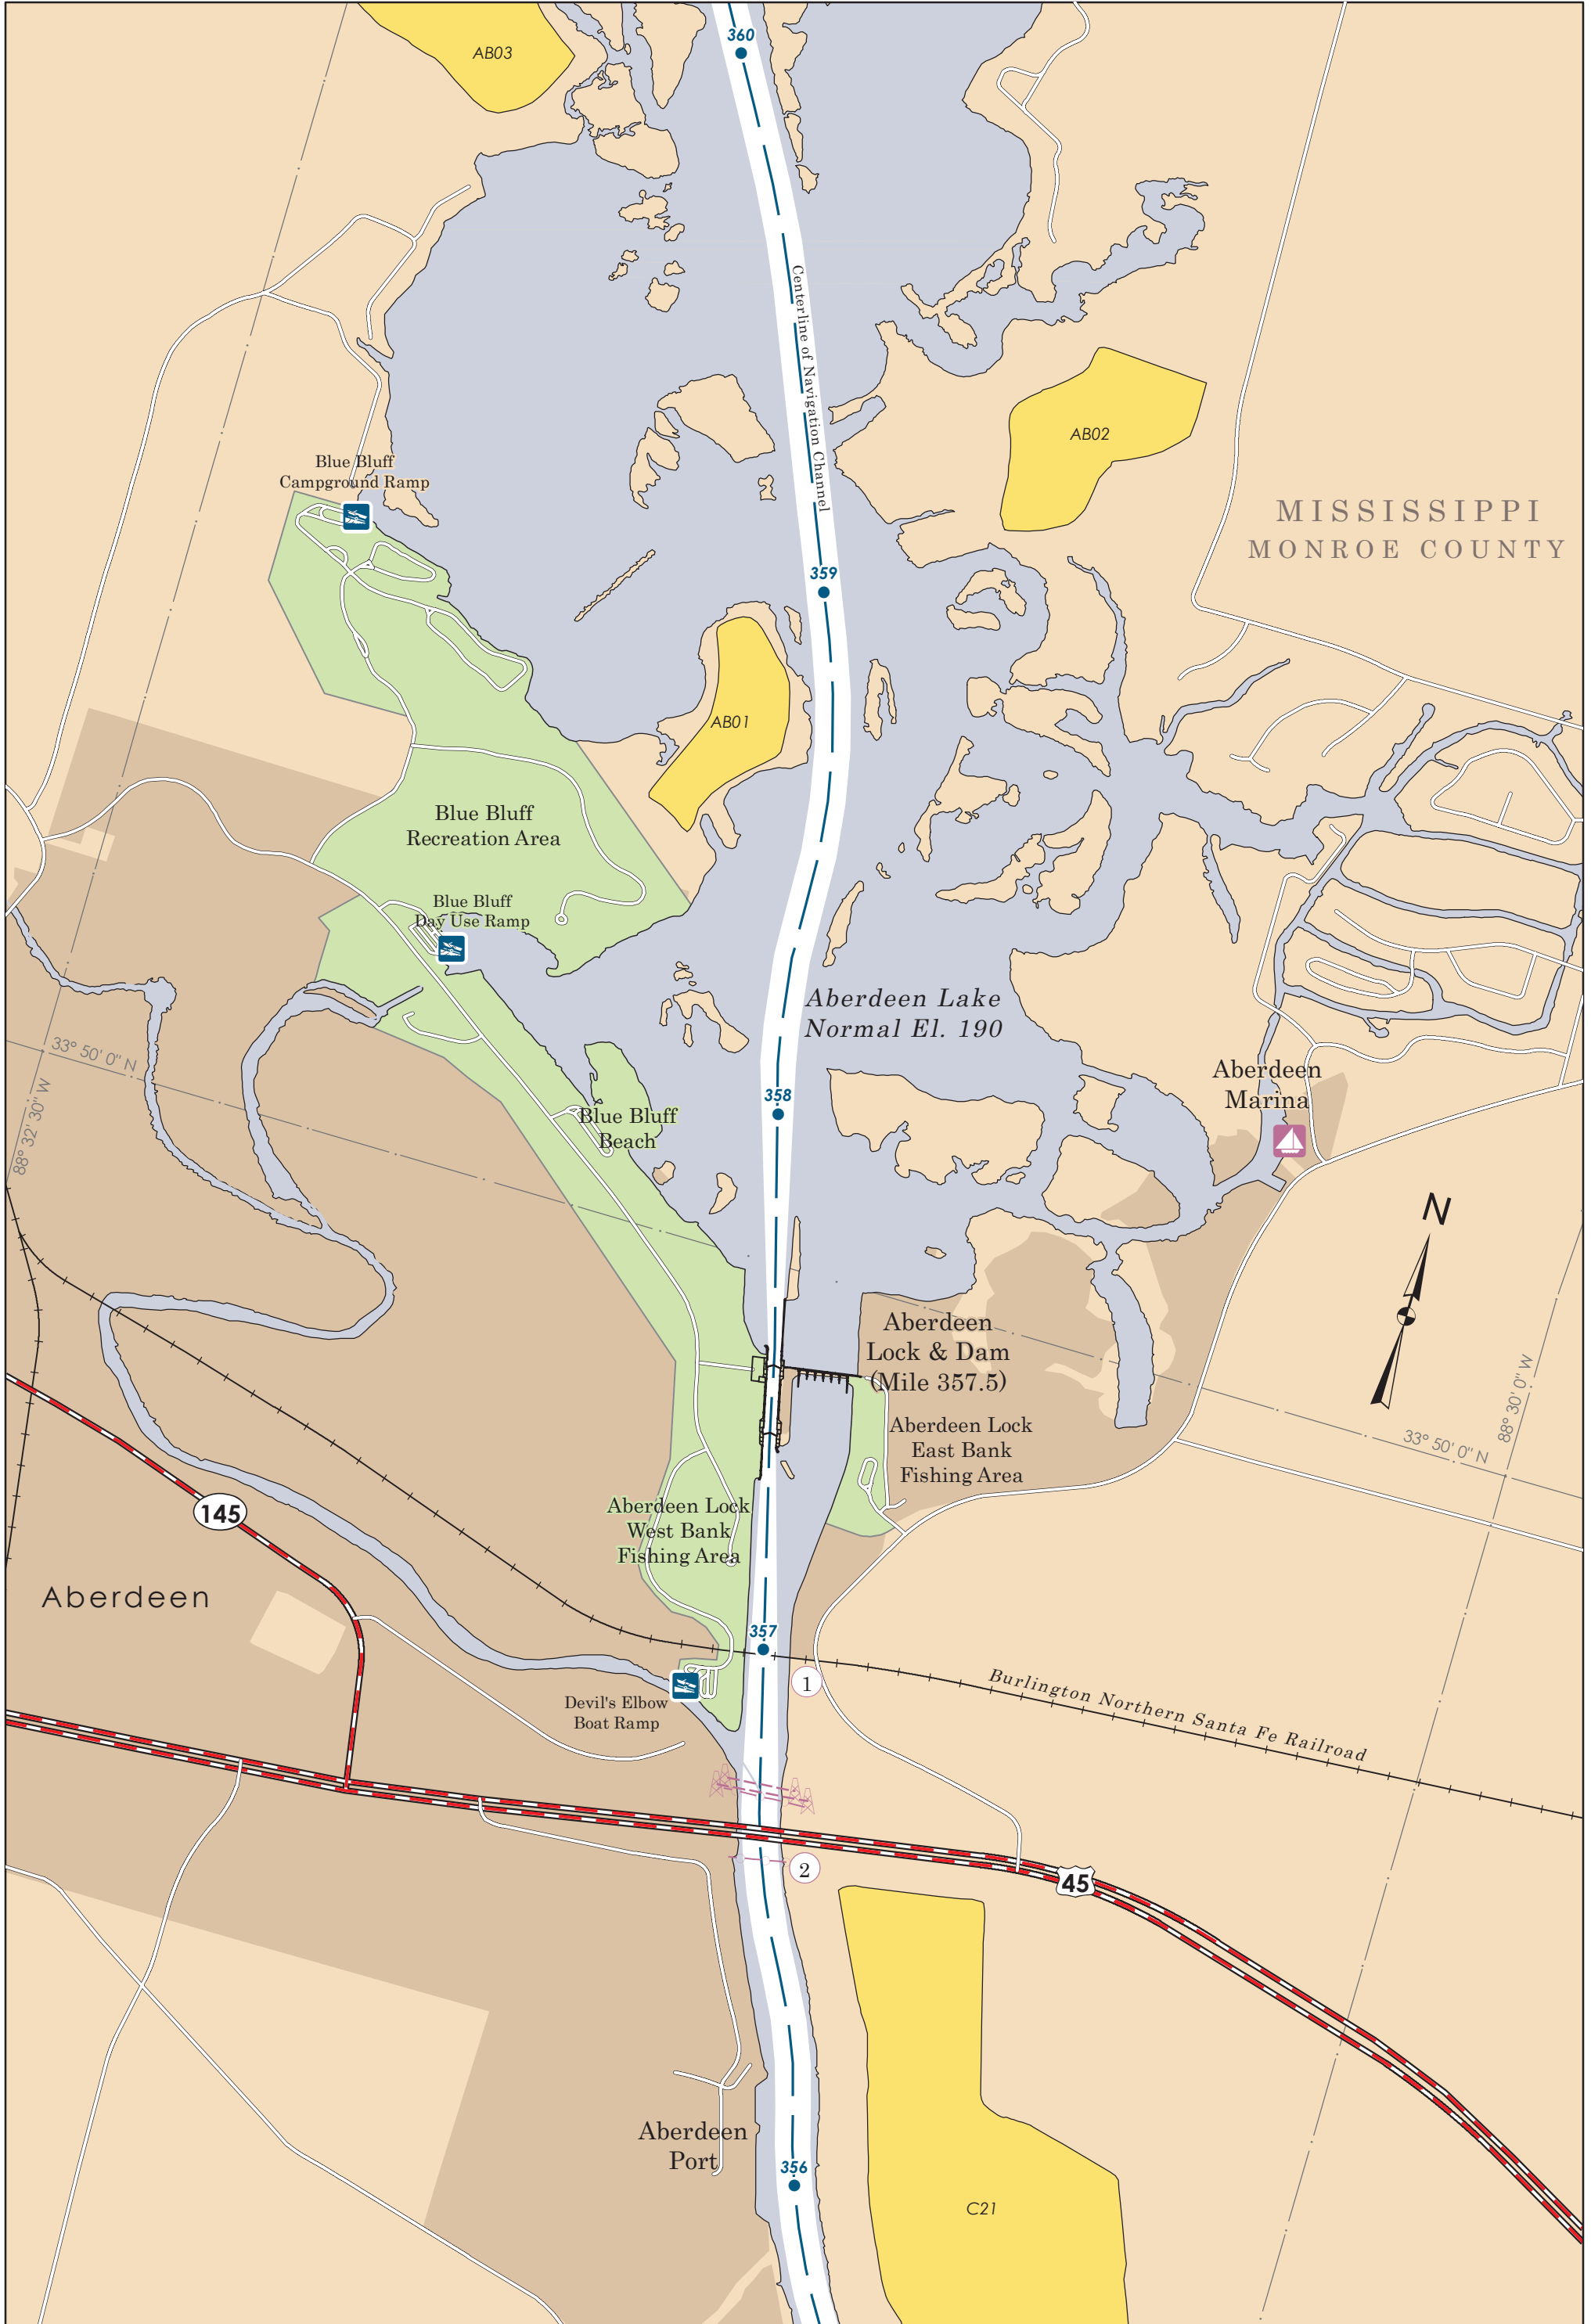 360
AB03
Centerline of Navigation Channel
AB02
Blue Bluff
Campground Ramp
MISSISSIPPI
MONROE COUNTY
359
AB01
Blue Bluff
Recreation Area
Blue Bluff
Day Use Ramp
Aberdeen Lake
Normal El. 190
33° 50' 0" N
88° 32' 30" W
358
Aberdeen
Marina
Blue Bluff
Beach
N
Aberdeen
Lock & Dam
(Mile 357.5)
88° 30' 0" W
33° 50' 0" N
Aberdeen Lock
East Bank
Fishing Area
145
Aberdeen Lock
West Bank
Fishing Area
Aberdeen
357
1
Burlington Northern Santa Fe Railroad
Devil's Elbow
Boat Ramp
2
45
Aberdeen
Port
356
C21